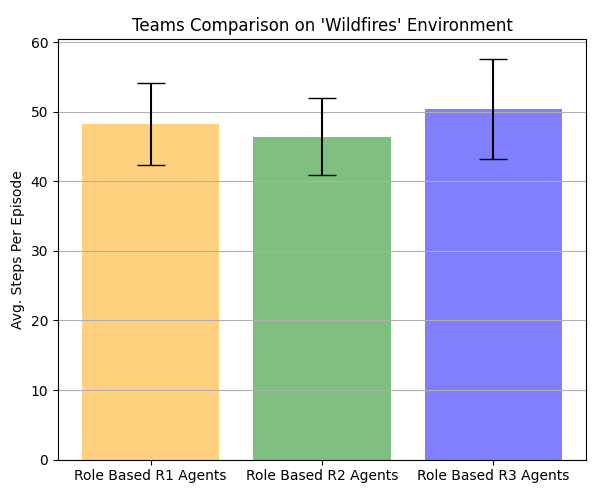 Teams Comparison on 'Wildfires' Environment
60
50
40
30
20
10
0
Avg. Steps Per Episode
Role Based R1 Agents
Role Based R2 Agents
Role Based R3 Agents